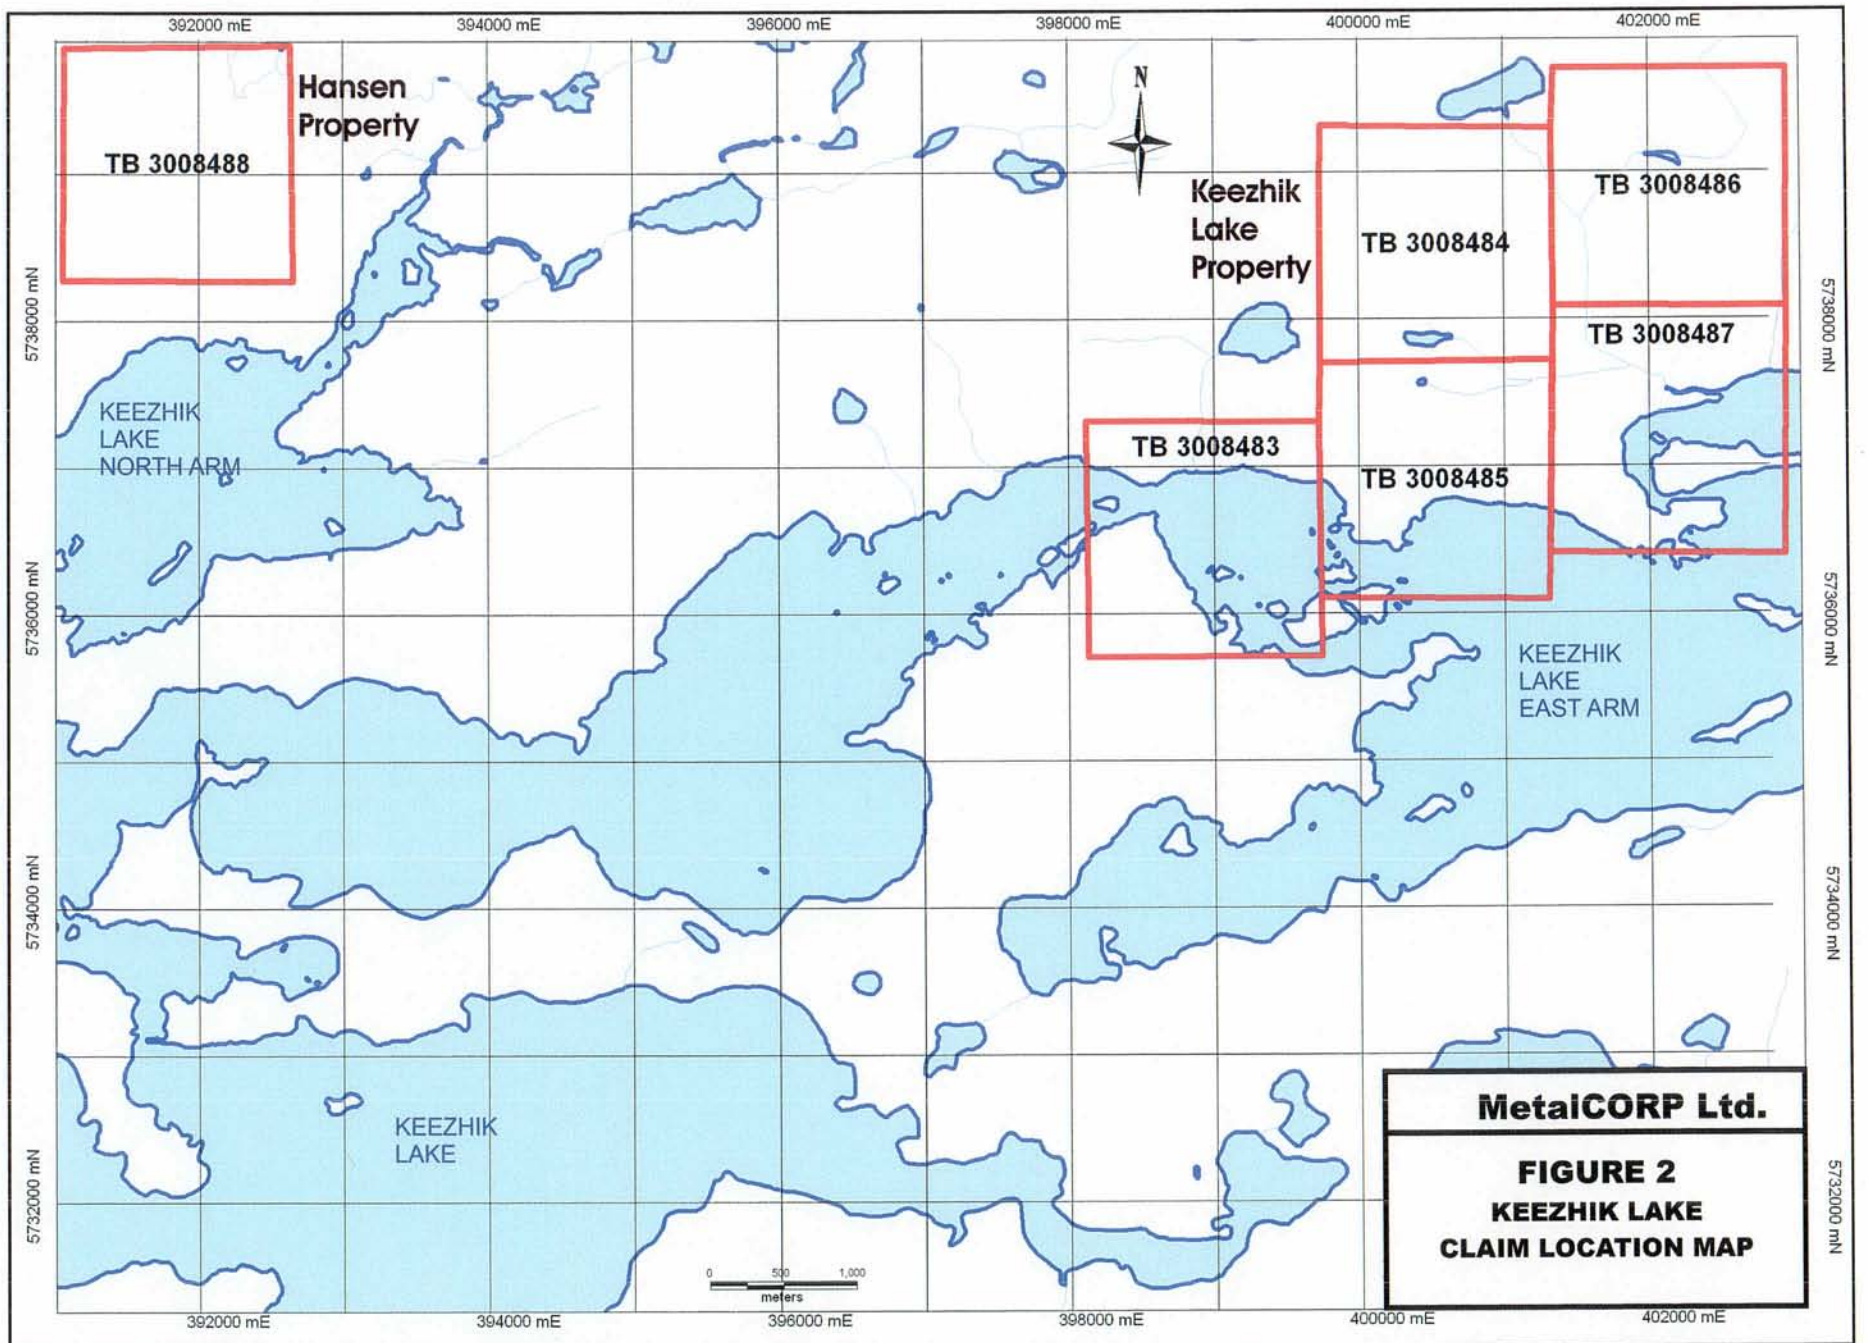 392000 mE
394000 mE
396000 mE
398000 mE
400000 mE
402000 mE
Hansen
Property
TB 3008488
N
Keezhik
Lake
Property
TB 3008486
TB 3008484
5738000 mN
5738000 mN
TB 3008487
KEEZHIK
LAKE
NORTH ARM
TB 3008483
TB 3008485
5736000 mN
5736000 mN
KEEZHIK
LAKE
EAST ARM
5734000 mN
5734000 mN
KEEZHIK
LAKE
MetalCORP Ltd.
FIGURE 2
KEEZHIK LAKE
CLAIM LOCATION MAP
5732000 mN
5732000 mN
0 500 1,000
meters
392000 mE
394000 mE
396000 mE
398000 mE
400000 mE
402000 mE